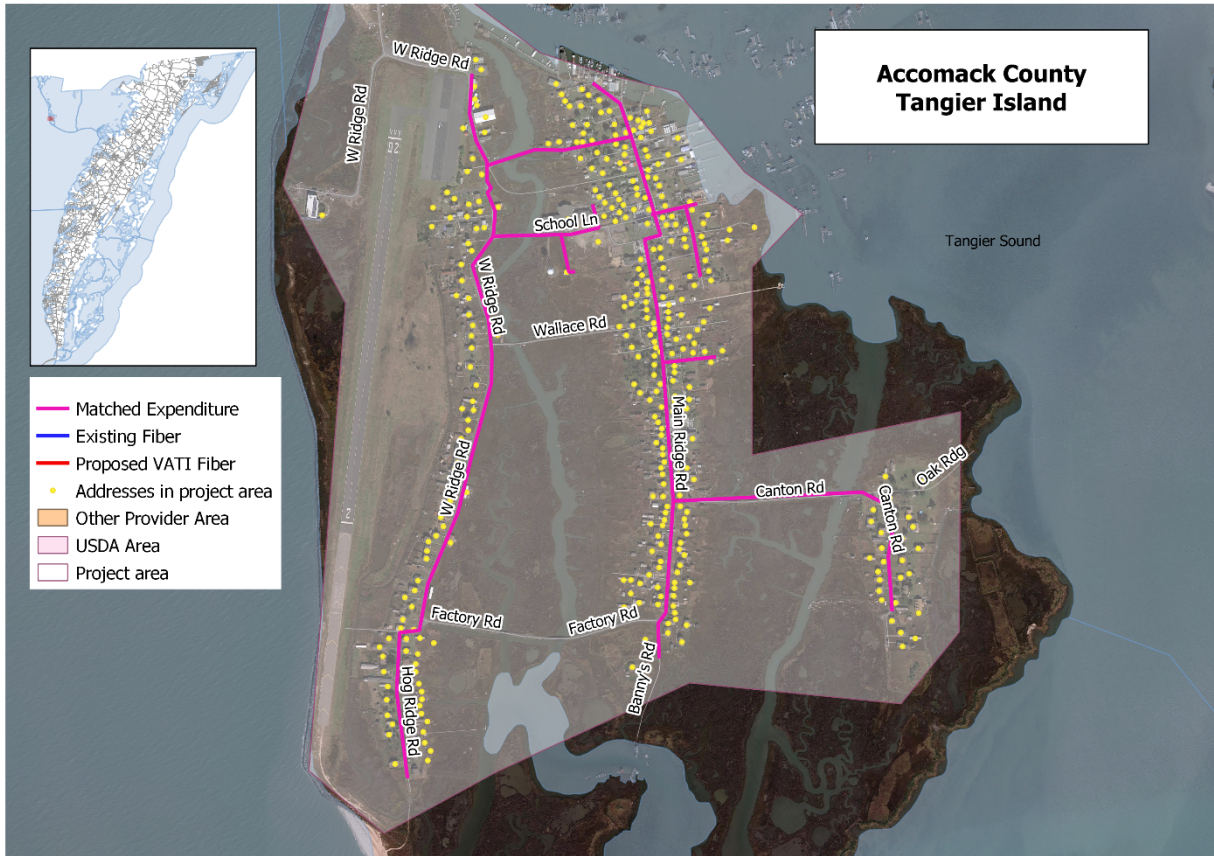 Accomack County
Tangier Island
W Ridge Rd
W Ridge Rd
School Ln
Tangier Sound
W Ridge Rd
Wallace Rd
Matched Expenditure
Existing Fiber
Proposed VATI Fiber
Addresses in project area
Other Provider Area
USDA Area
Project area
Main Ridge Rd
W Ridge Rd
Oak Rdg
Canton Rd
Canton Rd
Factory Rd
Factory Rd
Banny's Rd
Hog Ridge Rd